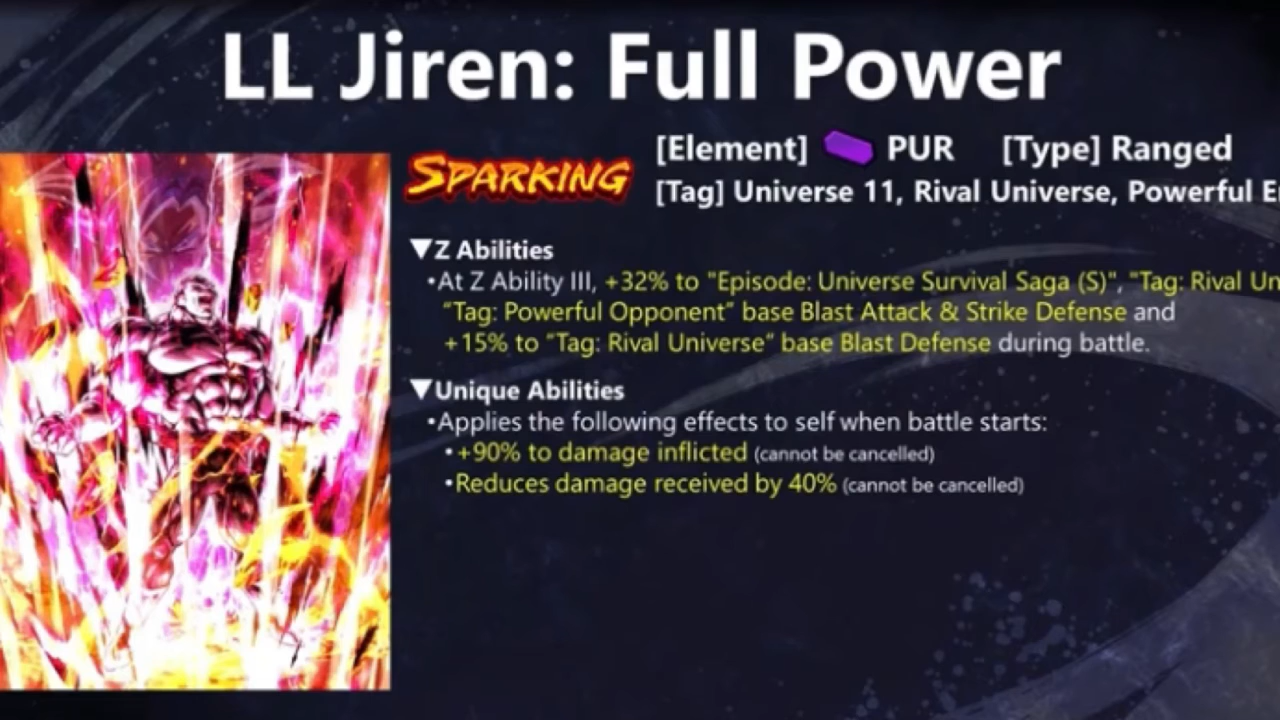 LL Jiren: Full Power
SPARKING
[Element] PUR [Type] Ranged
[Tag] Universe 11, Rival Universe, Powerful
▼Z Abilities
•At Z Ability III, +32% to "Episode: Universe Survival Saga (S)", "Tag: Rival Un
“Tag: Powerful Opponent” base Blast Attack & Strike Defense and
+15% to “Tag: Rival Universe” base Blast Defense during battle.
▼Unique Abilities
•Applies the following effects to self when battle starts:
•+90% to damage inflicted (cannot be cancelled)
•Reduces damage received by 40% (cannot be cancelled)